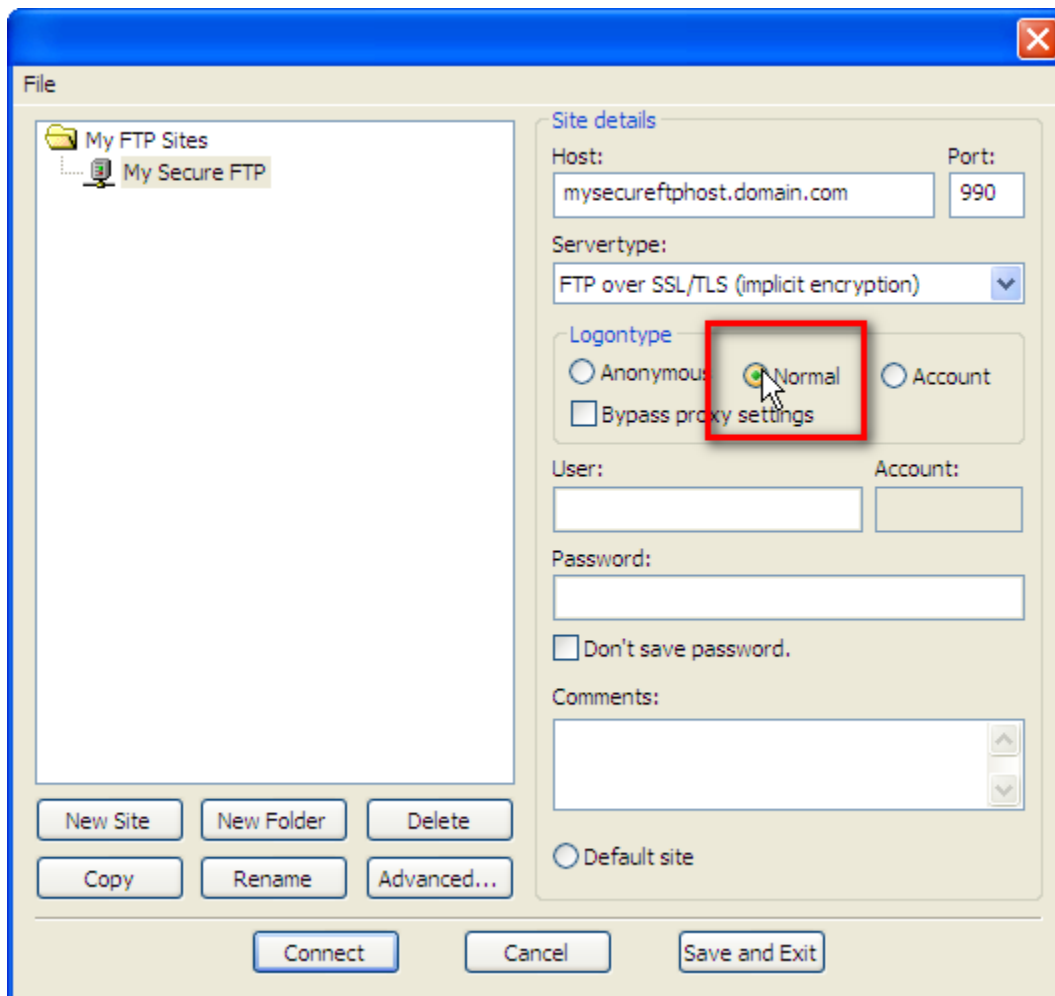 File
My FTP Sites
My Secure FTP
New Site New Folder Delete
Copy Rename Advanced...
Site details
Host: Port:
mysecureftphost.domain.com 990
Servertype:
FTP over SSL/TLS (implicit encryption)
Logontype
Anonymous Normal Account
Bypass proxy settings
User: Account:
Password:
Don't save password.
Comments:
Default site
Connect Cancel Save and Exit